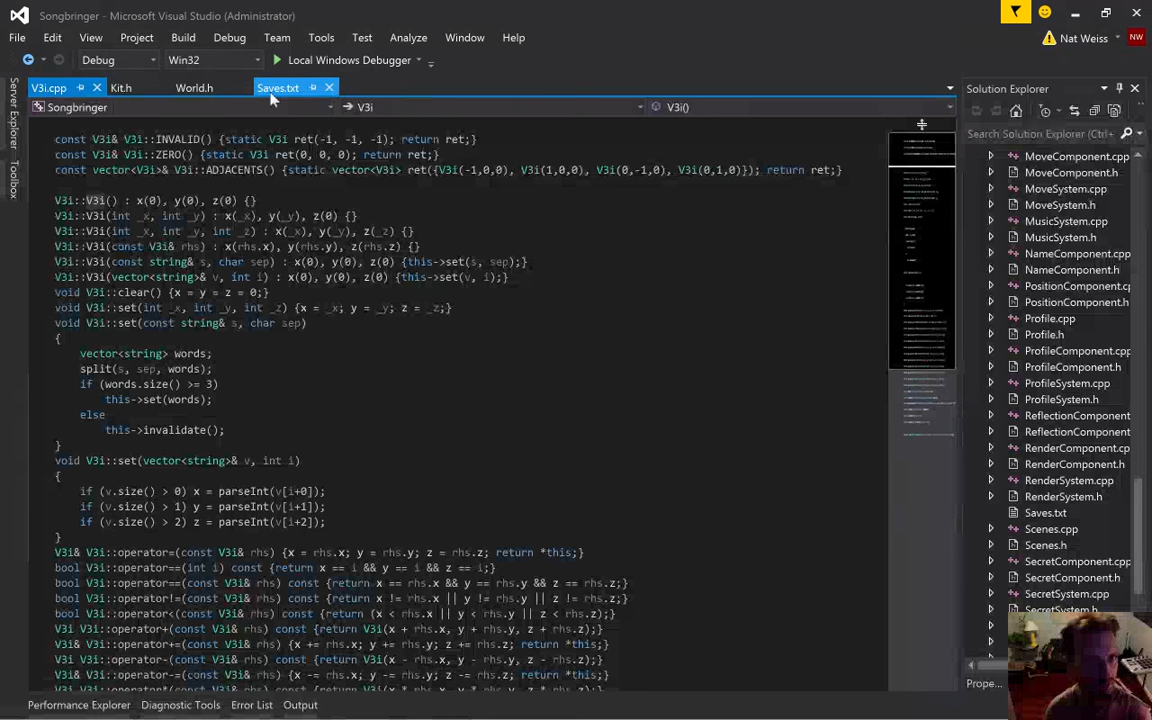 Songbringer - Microsoft Visual Studio (Administrator)
File Edit View Project Build Debug Team Tools Test Analyze Window Help
Nat Weiss NW
Debug Win32 Local Windows Debugger
V3i.cpp Kit.h World.h Saves.txt
Songbringer V3i V3i()
Server Explorer
Toolbox
const V3i& V3i::INVALID() {static V3i ret(-1, -1, -1); return ret;}
const V3i& V3i::ZERO() {static V3i ret(0, 0, 0); return ret;}
const vector<V3i>& V3i::ADJACENTS() {static vector<V3i> ret({V3i(-1,0,0), V3i(1,0,0), V3i(0,-1,0), V3i(0,1,0)}); return ret;}
V3i::V3i() : x(0), y(0), z(0) {}
V3i::V3i(int _x, int _y) : x(_x), y(_y), z(0) {}
V3i::V3i(int _x, int _y, int _z) : x(_x), y(_y), z(_z) {}
V3i::V3i(const V3i& rhs) : x(rhs.x), y(rhs.y), z(rhs.z) {}
V3i::V3i(const string& s, char sep) : x(0), y(0), z(0) {this->set(s, sep);}
V3i::V3i(vector<string>& v, int i) : x(0), y(0), z(0) {this->set(v, i);}
void V3i::clear() {x = y = z = 0;}
void V3i::set(int _x, int _y, int _z) {x = _x; y = _y; z = _z;}
void V3i::set(const string& s, char sep)
{
vector<string> words;
split(s, sep, words);
if (words.size() >= 3)
this->set(words);
else
this->invalidate();
}
void V3i::set(vector<string>& v, int i)
{
if (v.size() > 0) x = parseInt(v[i+0]);
if (v.size() > 1) y = parseInt(v[i+1]);
if (v.size() > 2) z = parseInt(v[i+2]);
}
V3i& V3i::operator=(const V3i& rhs) {x = rhs.x; y = rhs.y; z = rhs.z; return *this;}
bool V3i::operator==(int i) const {return x == i && y == i && z == i;}
bool V3i::operator==(const V3i& rhs) const {return x == rhs.x && y == rhs.y && z == rhs.z;}
bool V3i::operator!=(const V3i& rhs) const {return x != rhs.x || y != rhs.y || z != rhs.z;}
bool V3i::operator<(const V3i& rhs) const {return (x < rhs.x || y < rhs.y || z < rhs.z);}
V3i V3i::operator+(const V3i& rhs) const {return V3i(x + rhs.x, y + rhs.y, z + rhs.z);}
V3i& V3i::operator+=(const V3i& rhs) {x += rhs.x; y += rhs.y; z += rhs.z; return *this;}
V3i V3i::operator-(const V3i& rhs) const {return V3i(x - rhs.x, y - rhs.y, z - rhs.z);}
V3i& V3i::operator-=(const V3i& rhs) {x -= rhs.x; y -= rhs.y; z -= rhs.z; return *this;}
Solution Explorer
Search Solution Explorer (Ctrl+
MoveComponent.cpp
MoveComponent.h
MoveSystem.cpp
MoveSystem.h
MusicSystem.cpp
MusicSystem.h
NameComponent.cpp
NameComponent.h
PositionComponent.cp
PositionComponent.h
Profile.cpp
Profile.h
ProfileComponent.cpp
ProfileComponent.h
ProfileSystem.cpp
ProfileSystem.h
ReflectionComponent
ReflectionComponent.
RenderComponent.cp
RenderComponent.h
RenderSystem.cpp
RenderSystem.h
Saves.txt
Scenes.cpp
Scenes.h
SecretComponent.cpp
SecretComponent.h
SecretSystem.cpp
SecretSystem.h
Prope...
Performance Explorer Diagnostic Tools Error List Output